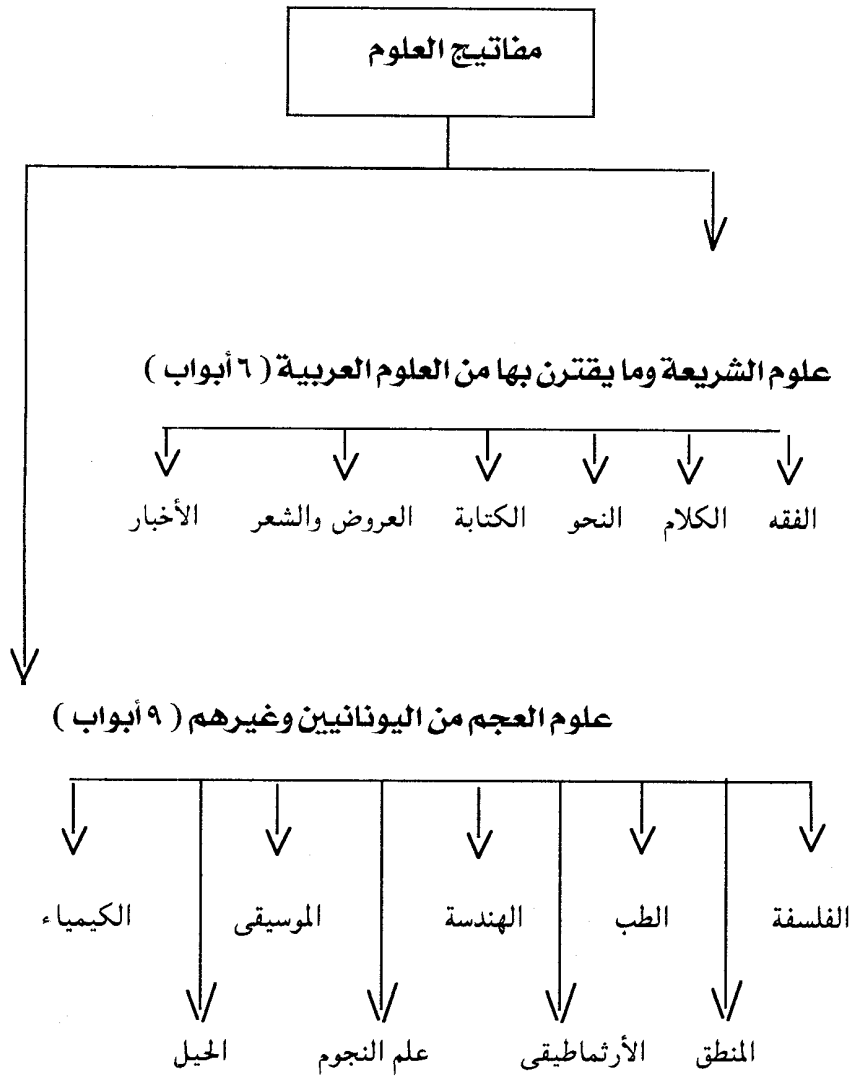 مفاتيح العلوم
علوم الشريعة وما يقترن بها من العلوم العربية ( ٦ أبواب )
الفقه الكلام النحو الكتابة العروض والشعر الأخبار
علوم العجم من اليونانيين وغيرهم ( ٩ أبواب )
الفلسفة الطب الهندسة الموسيقى الكيمياء
المنطق الأرثماطيقى علم النجوم الحيل